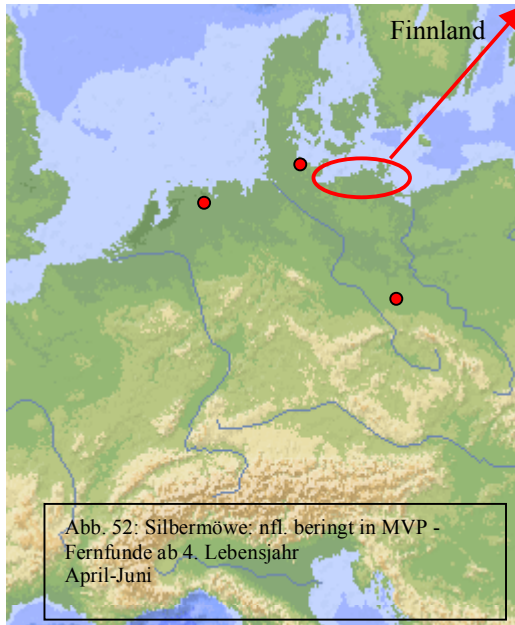 Finnland
Abb. 52: Silbermöwe: nfl. beringt in MVP -
Fernfunde ab 4. Lebensjahr
April-Juni